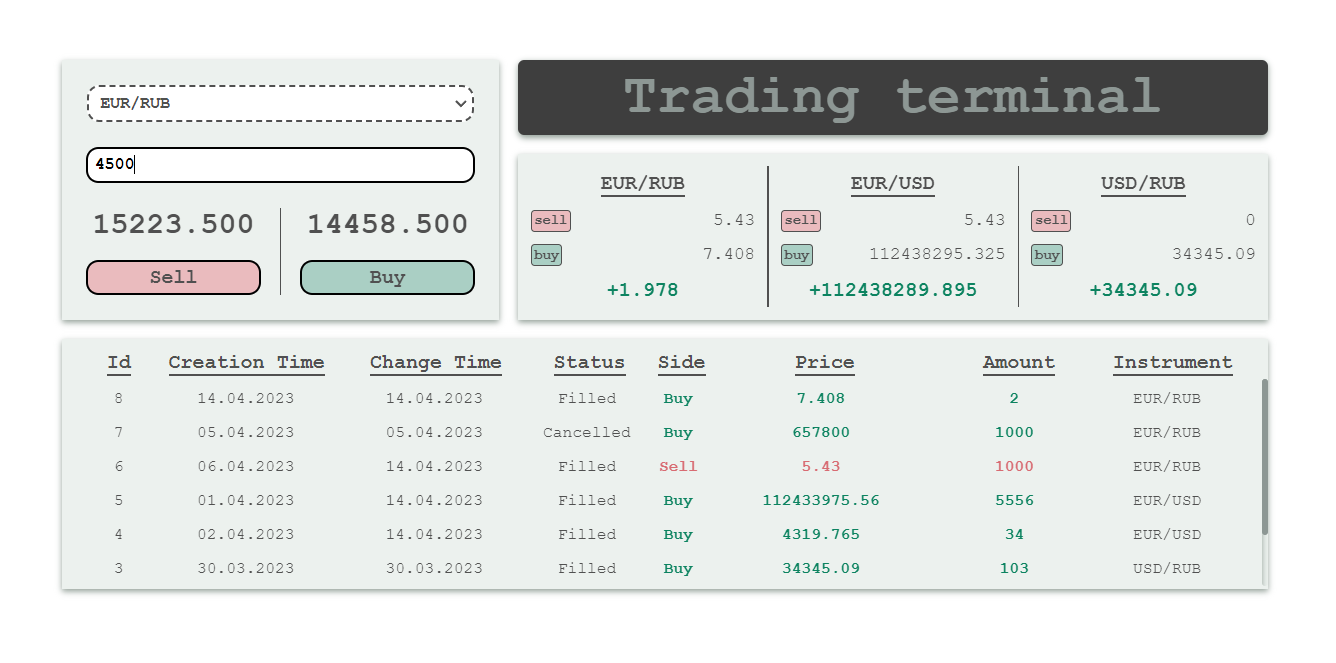 EUR/RUB
4500
15223.500 14458.500
Sell Buy
Trading terminal
EUR/RUB EUR/USD USD/RUB
sell 5.43 sell 5.43 sell 0
buy 7.408 buy 112438295.325 buy 34345.09
+1.978 +112438289.895 +34345.09
Id Creation Time Change Time Status Side Price Amount Instrument
8 14.04.2023 14.04.2023 Filled Buy 7.408 2 EUR/RUB
7 05.04.2023 05.04.2023 Cancelled Buy 657800 1000 EUR/RUB
6 06.04.2023 14.04.2023 Filled Sell 5.43 1000 EUR/RUB
5 01.04.2023 14.04.2023 Filled Buy 112433975.56 5556 EUR/USD
4 02.04.2023 14.04.2023 Filled Buy 4319.765 34 EUR/USD
3 30.03.2023 30.03.2023 Filled Buy 34345.09 103 USD/RUB